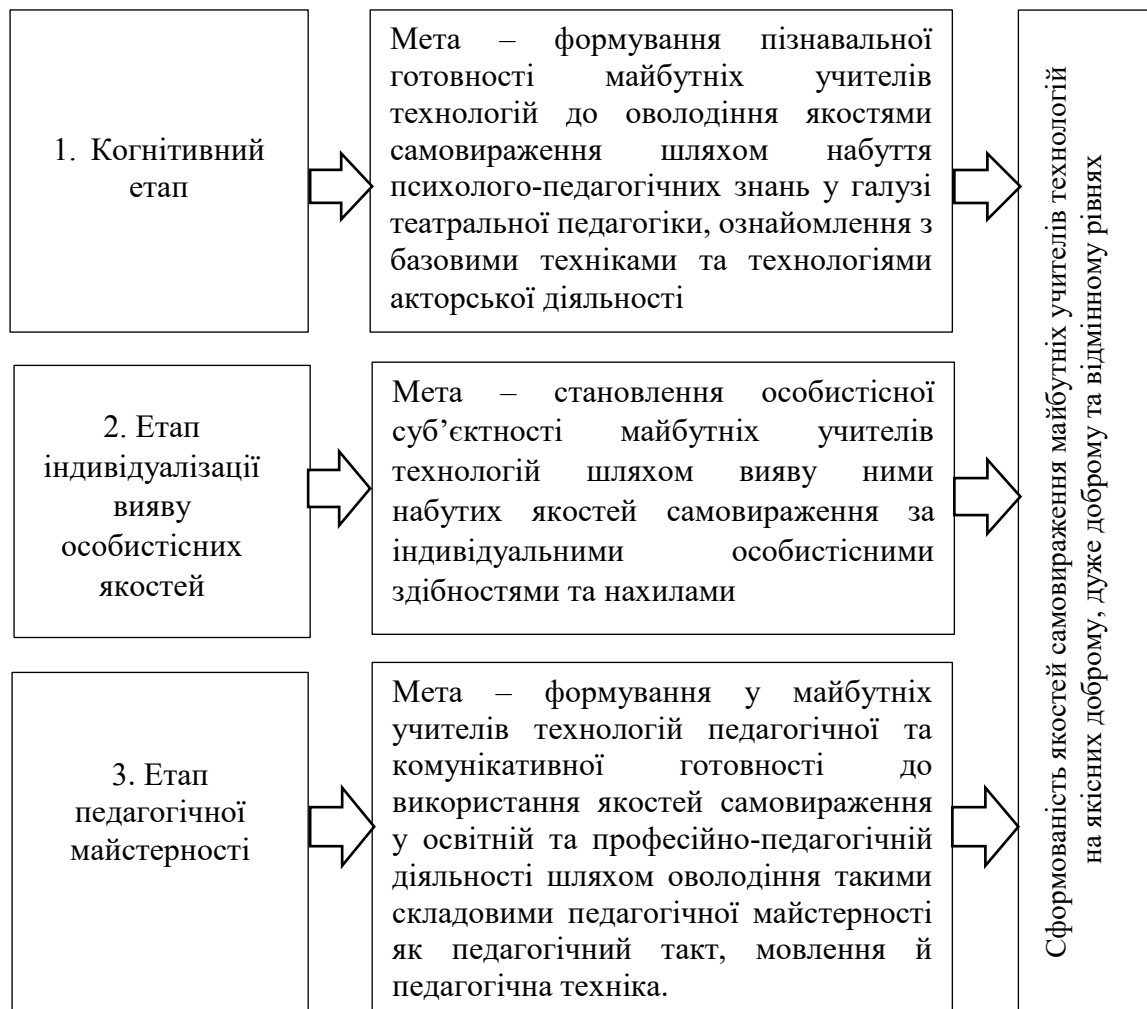 1. Когнітивний
етап
Мета – формування пізнавальної
готовності майбутніх учителів
технологій до оволодіння якостями
самовираження шляхом набуття
психолого-педагогічних знань у галузі
театральної педагогіки, ознайомлення з
базовими техніками та технологіями
акторської діяльності
2. Етап
індивідуалізації
вияву
особистісних
якостей
Мета – становлення особистісної
суб’єктності майбутніх учителів
технологій шляхом вияву ними
набутих якостей самовираження за
індивідуальними особистісними
здібностями та нахилами
3. Етап
педагогічної
майстерності
Мета – формування у майбутніх
учителів технологій педагогічної та
комунікативної готовності до
використання якостей самовираження
у освітній та професійно-педагогічній
діяльності шляхом оволодіння такими
складовими педагогічної майстерності
як педагогічний такт, мовлення й
педагогічна техніка.
Сформованість якостей самовираження майбутніх учителів технологій
на якісних доброму, дуже доброму та відмінному рівнях